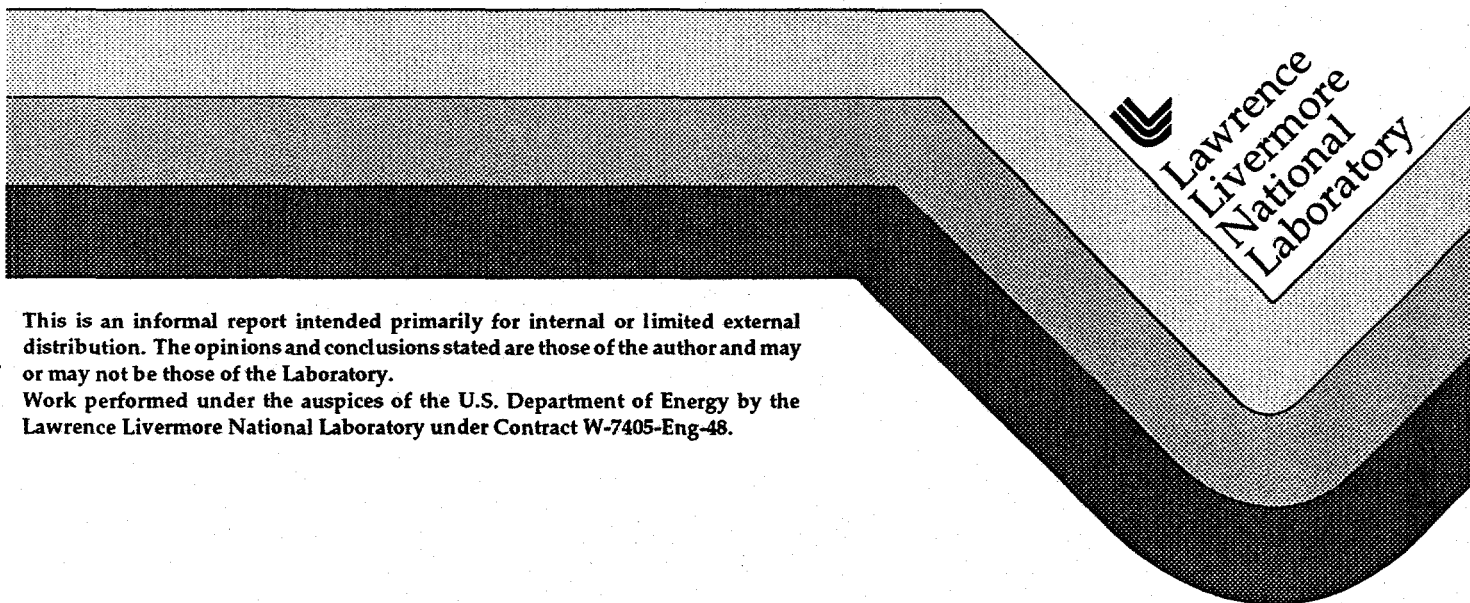 Lawrence
Livermore
National
Laboratory
This is an informal report intended primarily for internal or limited external
distribution. The opinions and conclusions stated are those of the author and may
or may not be those of the Laboratory.
Work performed under the auspices of the U.S. Department of Energy by the
Lawrence Livermore National Laboratory under Contract W-7405-Eng-48.